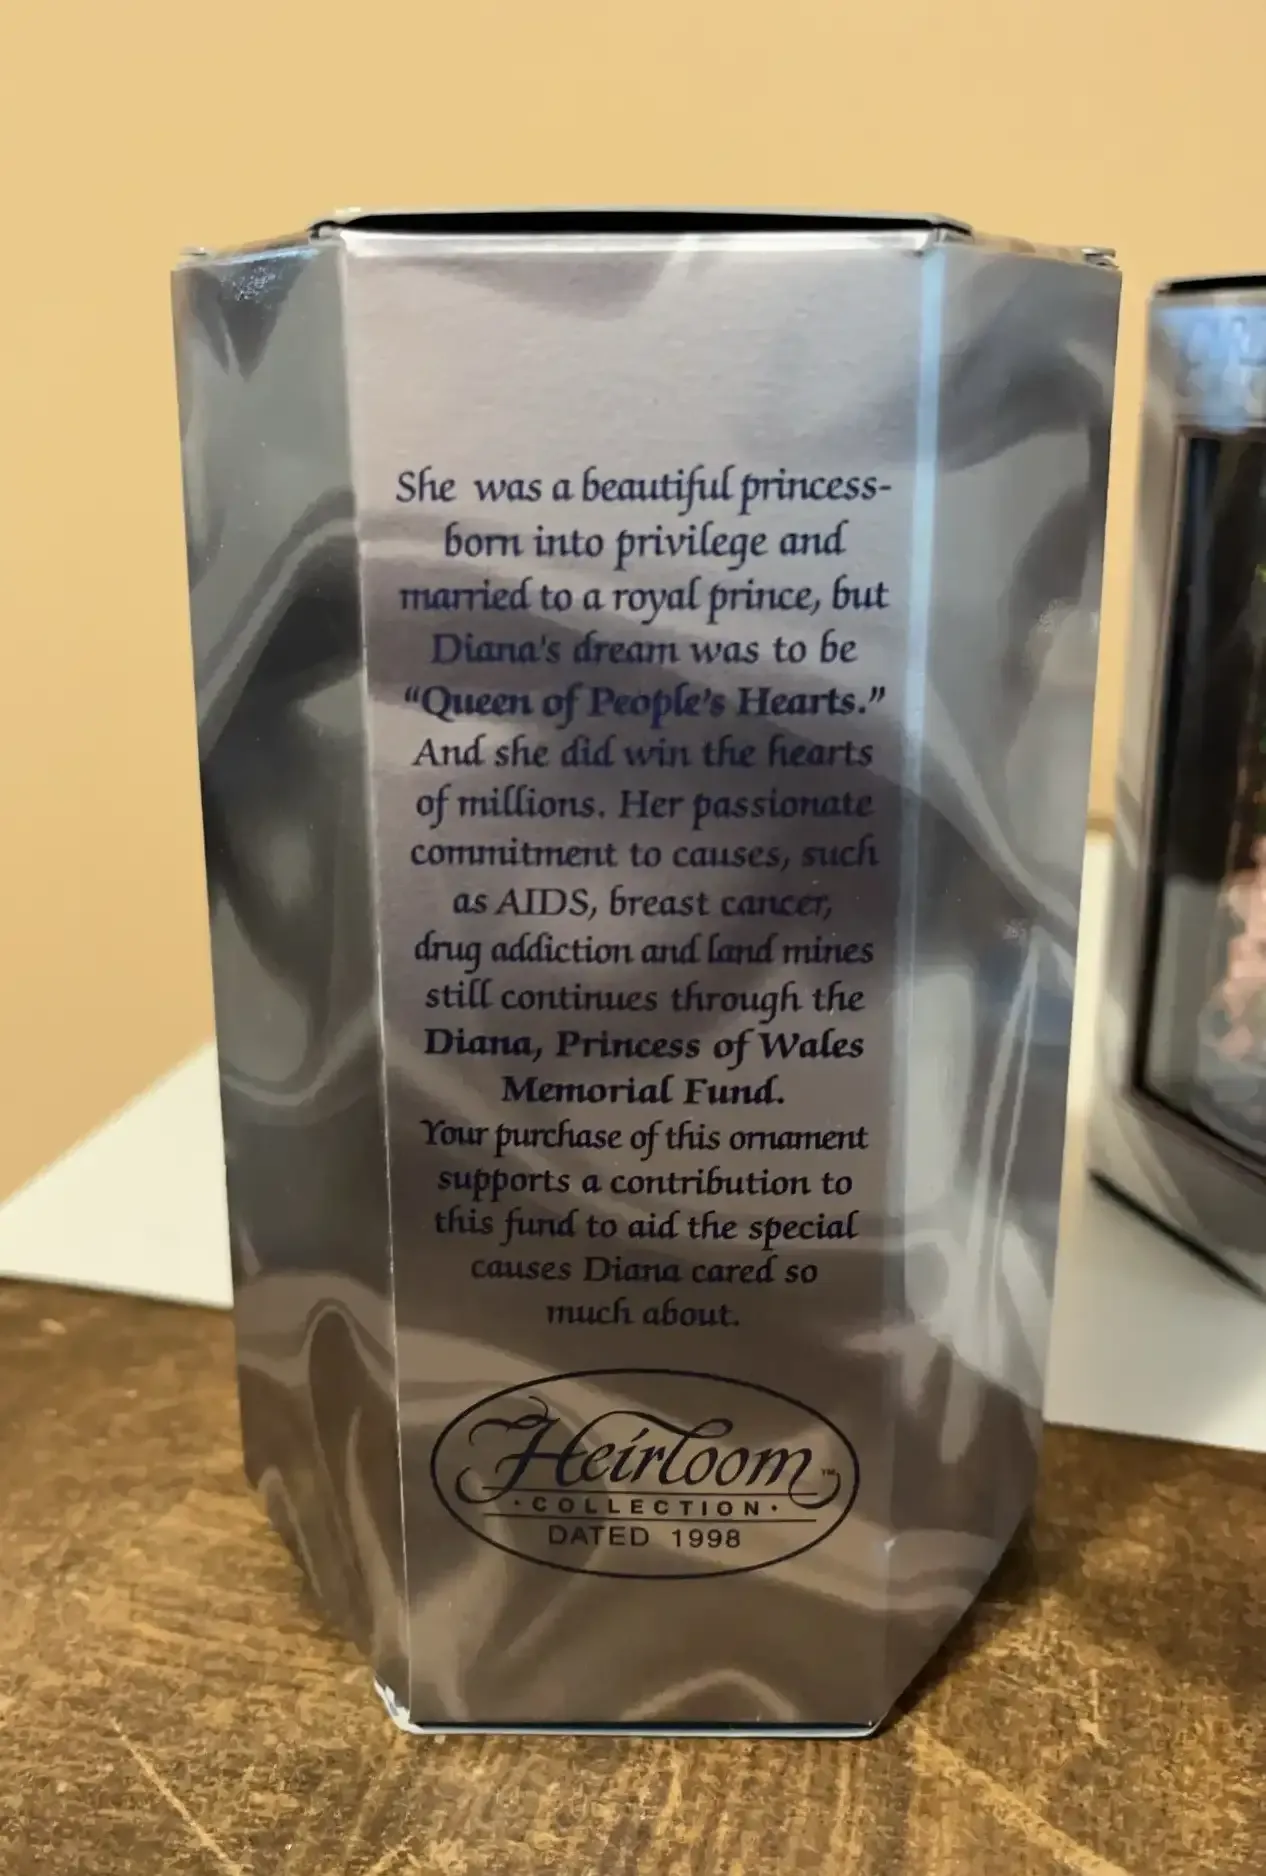 She was a beautiful princess-
born into privilege and
married to a royal prince, but
Diana's dream was to be
“Queen of People's Hearts.”
And she did win the hearts
of millions. Her passionate
commitment to causes, such
as AIDS, breast cancer,
drug addiction and land mines
still continues through the
Diana, Princess of Wales
Memorial Fund.
Your purchase of this ornament
supports a contribution to
this fund to aid the special
causes Diana cared so
much about.
Heirloom™
·COLLECTION·
DATED 1998